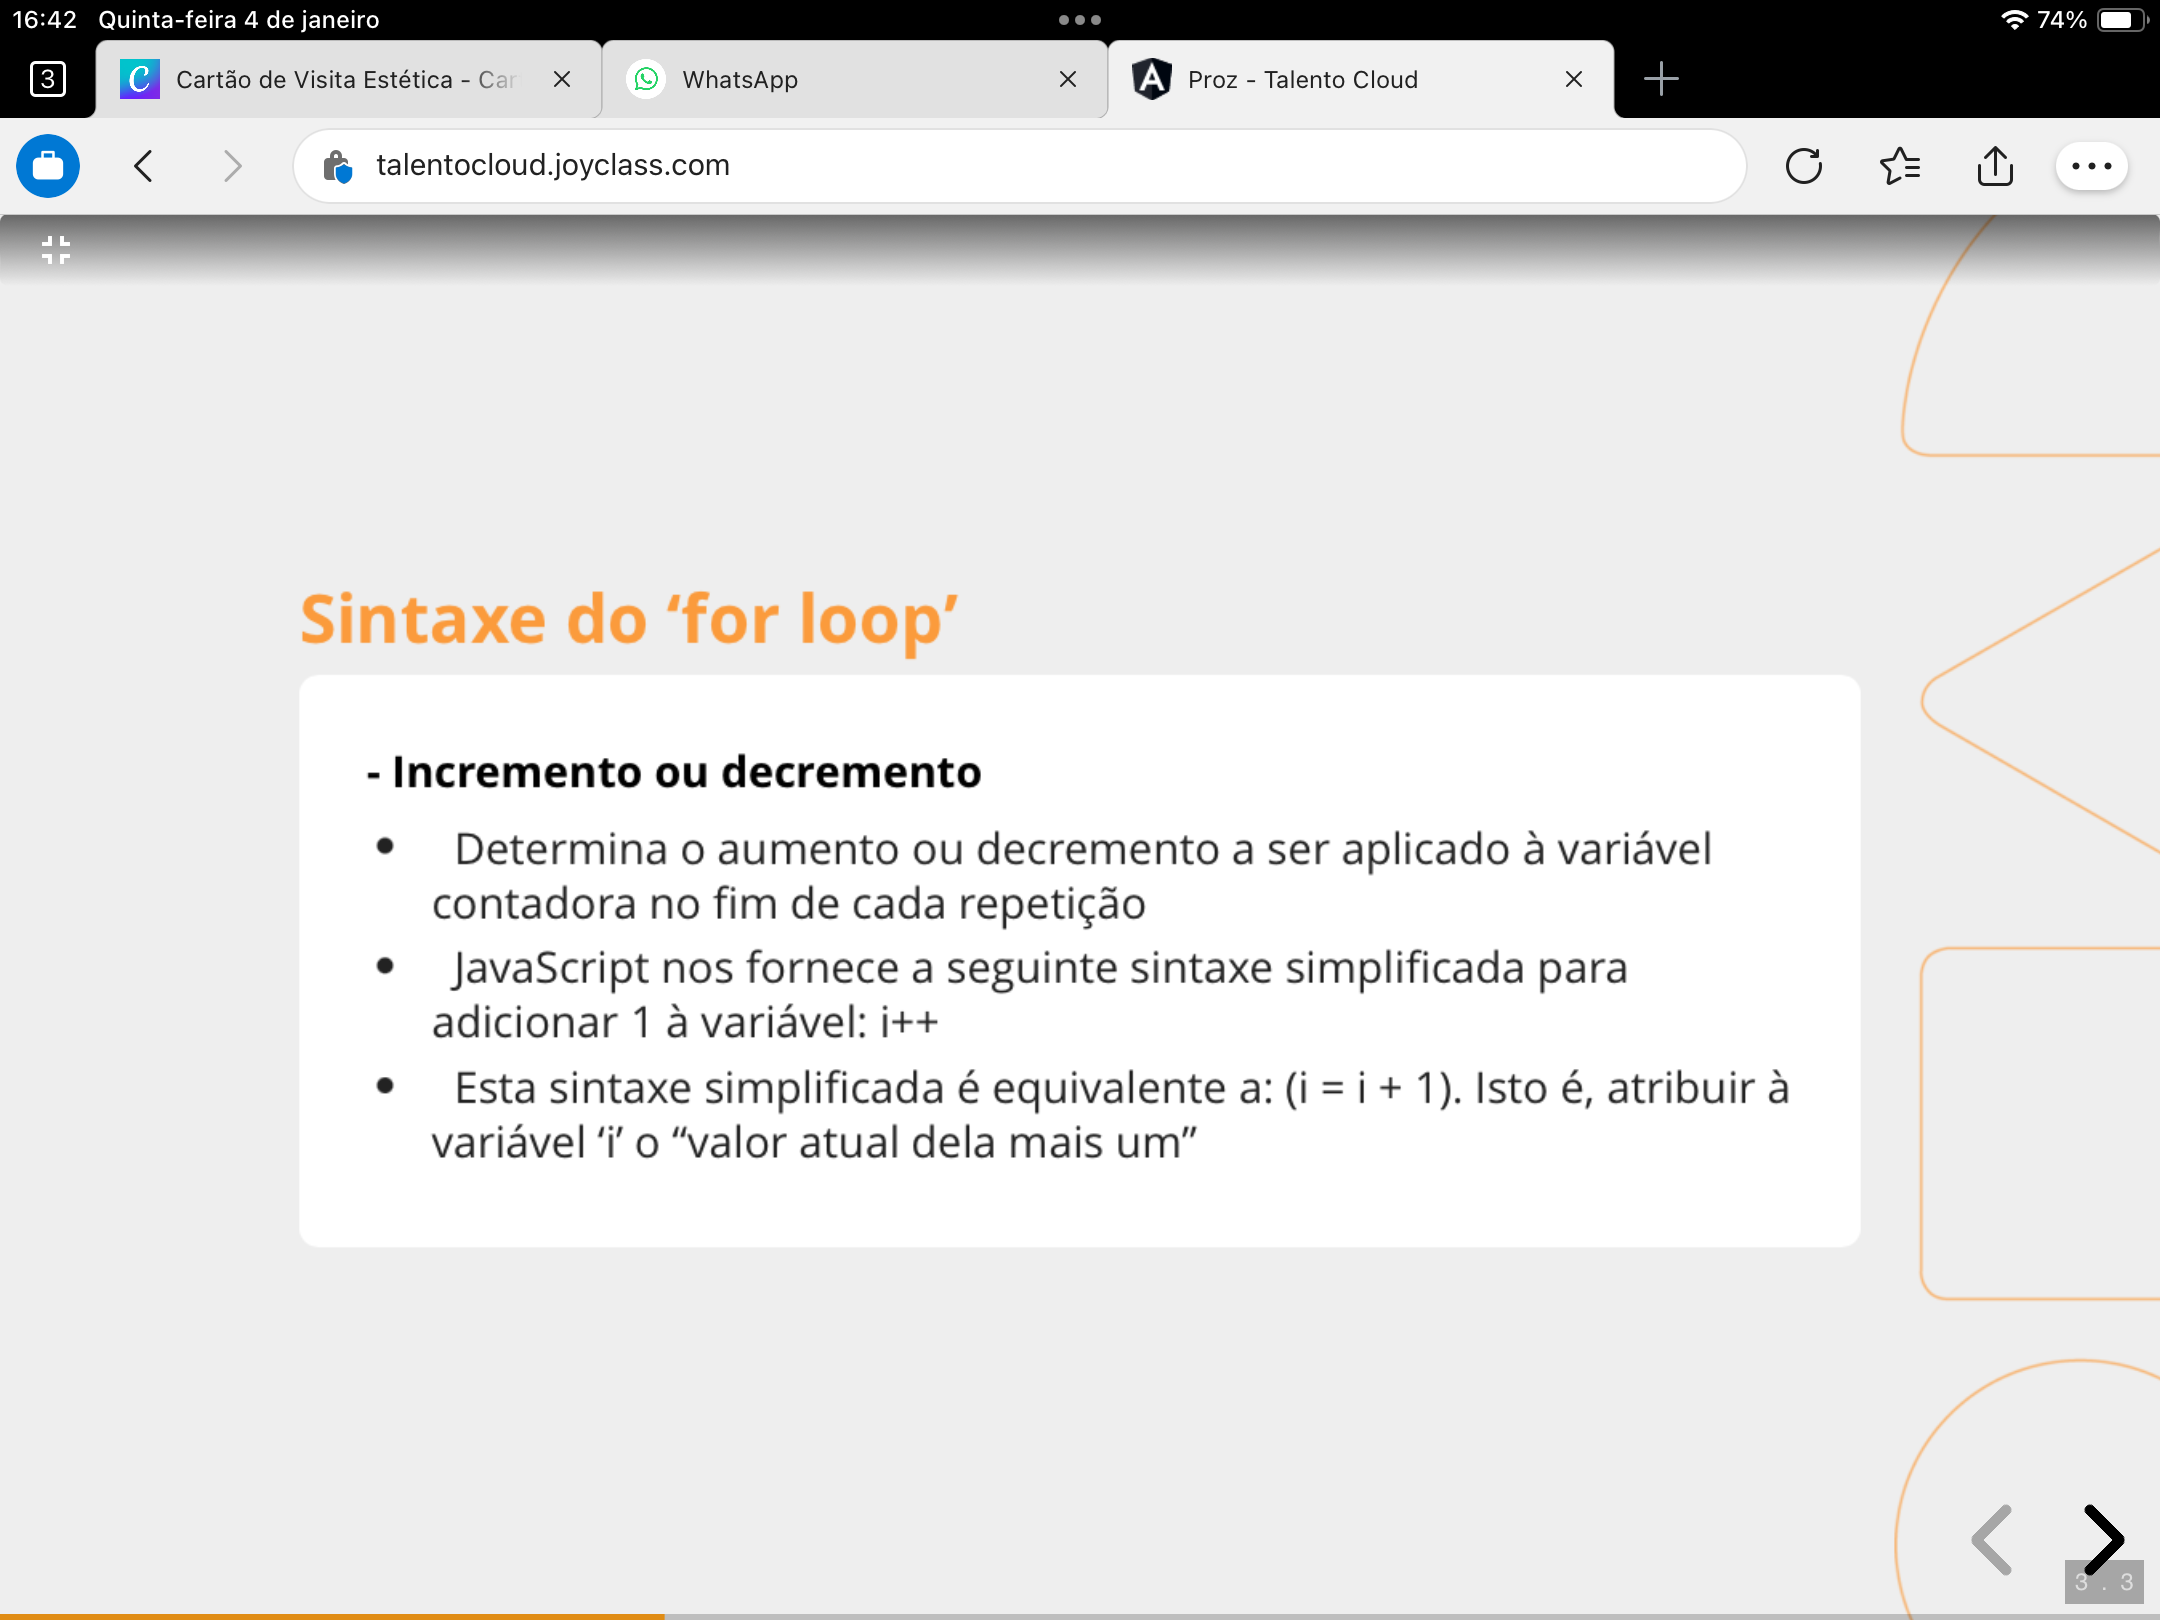 16:42 Quinta-feira 4 de janeiro
74%
3
Cartão de Visita Estética - Car
WhatsApp
Proz - Talento Cloud
talentocloud.joyclass.com
Sintaxe do ‘for loop’
- Incremento ou decremento
• Determina o aumento ou decremento a ser aplicado à variável
contadora no fim de cada repetição
• JavaScript nos fornece a seguinte sintaxe simplificada para
adicionar 1 à variável: i++
• Esta sintaxe simplificada é equivalente a: (i = i + 1). Isto é, atribuir à
variável ‘i’ o “valor atual dela mais um”
3 . 3